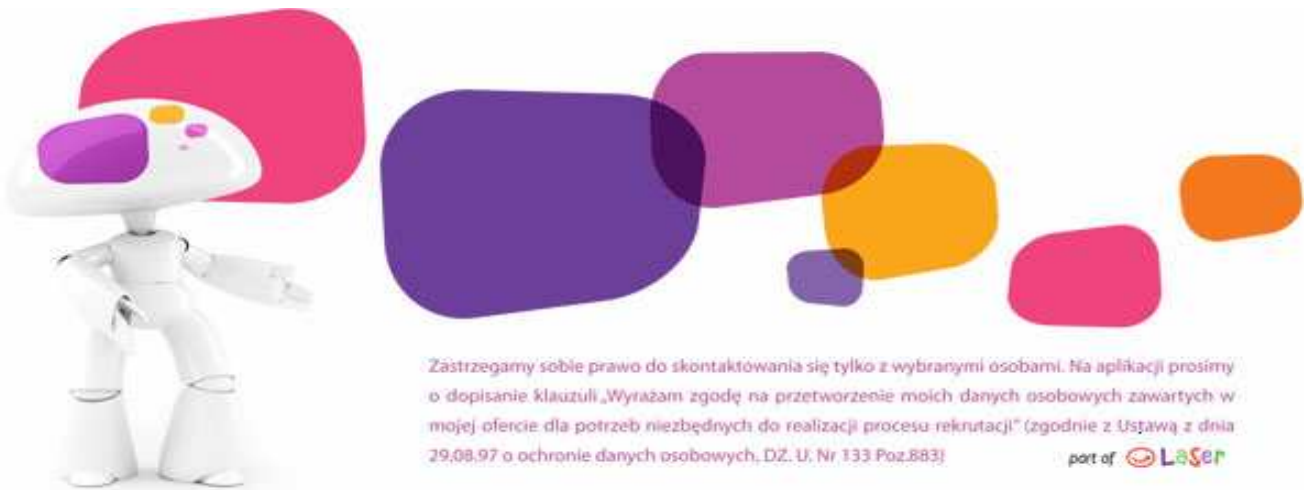 Zastrzegamy sobie prawo do skontaktowania się tylko z wybranymi osobami. Na aplikacji prosimy
o dopisanie klauzuli „Wyrażam zgodę na przetworzenie moich danych osobowych zawartych w
mojej ofercie dla potrzeb niezbędnych do realizacji procesu rekrutacji” (zgodnie z Ustawą z dnia
29.08.97 o ochronie danych osobowych. DZ. U. Nr 133 Poz.883)
part of LaSer